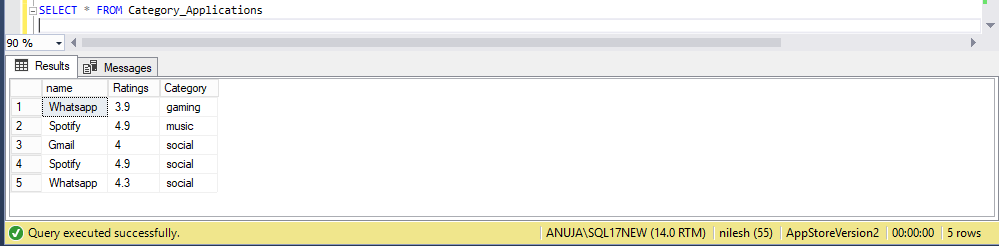 SELECT * FROM Category_Applications
90 %
Results Messages
name Ratings Category
1 Whatsapp 3.9 gaming
2 Spotify 4.9 music
3 Gmail 4 social
4 Spotify 4.9 social
5 Whatsapp 4.3 social
Query executed successfully. ANUJA\SQL17NEW (14.0 RTM) nilesh (55) AppStoreVersion2 00:00:00 5 rows